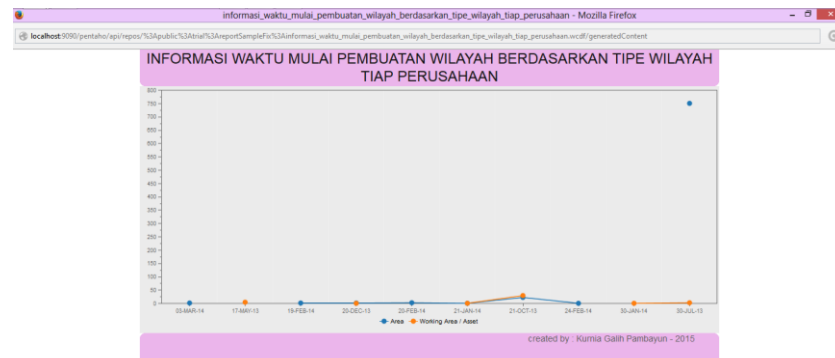 informasi_waktu_mulai_pembuatan_wilayah_berdasarkan_tipe_wilayah_tiap_perusahaan - Mozilla Firefox
localhost:9090/pentaho/api/repos/%3Apublic%3Atrial%3AreportSampleFix%3Ainformasi_waktu_mulai_pembuatan_wilayah_berdasarkan_tipe_wilayah_tiap_perusahaan.wcdf/generatedContent
INFORMASI WAKTU MULAI PEMBUATAN WILAYAH BERDASARKAN TIPE WILAYAH
TIAP PERUSAHAAN
800
750
700
650
600
550
500
450
400
350
300
250
200
150
100
50
0
03-MAR-14 17-MAY-13 19-FEB-14 20-DEC-13 20-FEB-14 21-JAN-14 21-OCT-13 24-FEB-14 30-JAN-14 30-JUL-13
Area Working Area / Asset
created by : Kurnia Galih Pambayun - 2015